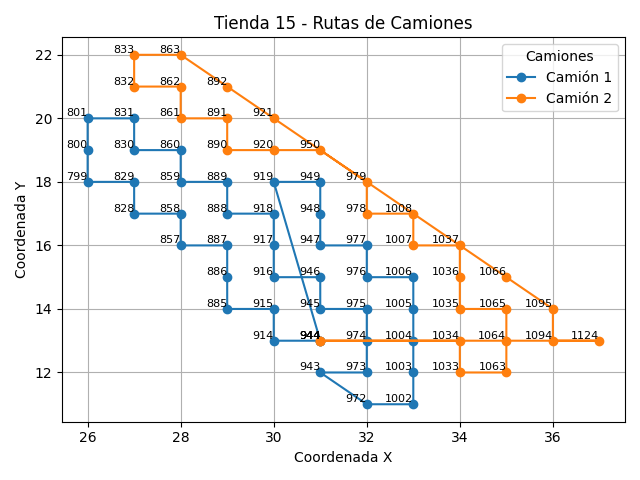 Tienda 15 - Rutas de Camiones
Camiones
Camión 1
Camión 2
Coordenada Y
22
20
18
16
14
12
833 863
832 862 892
801 831 861 891 921
800 830 860 890 920 950
799 829 859 889 919 949 979
828 858 888 918 948 978 1008
857 887 917 947 977 1007 1037
886 916 946 976 1006 1036 1066
885 915 945 975 1005 1035 1065 1095
914 944 974 1004 1034 1064 1094 1124
943 973 1003 1033 1063
972 1002
26 28 30 32 34 36
Coordenada X